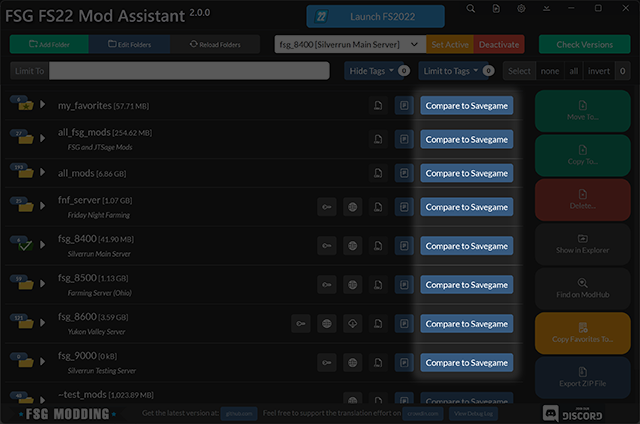 FSG FS22 Mod Assistant 2.0.0
Launch FS2022
Add Folder
Edit Folders
Reload Folders
fsg_8400 [Silverrun Main Server]
Set Active
Deactivate
Check Versions
Limit To
Hide Tags 0
Limit to Tags 0
Select none all invert 0
my_favorites [57.71 MB]
Compare to Savegame
all_fsg_mods [254.62 MB]
FSG and JTSage Mods
Compare to Savegame
all_mods [6.86 GB]
Compare to Savegame
fnf_server [1.07 GB]
Friday Night Farming
Compare to Savegame
fsg_8400 [41.90 MB]
Silverrun Main Server
Compare to Savegame
fsg_8500 [1.13 GB]
Farming Server (Ohio)
Compare to Savegame
fsg_8600 [3.59 GB]
Yukon Valley Server
Compare to Savegame
fsg_9000 [0 kB]
Silverrun Testing Server
Compare to Savegame
~test_mods [1,023.89 MB]
Move To...
Copy To...
Delete...
Show in Explorer
Find on ModHub
Copy Favorites To...
Export ZIP File
FSG MODDING
Get the latest version at:
Feel free to support the translation effort on
View Debug Log
DISCORD